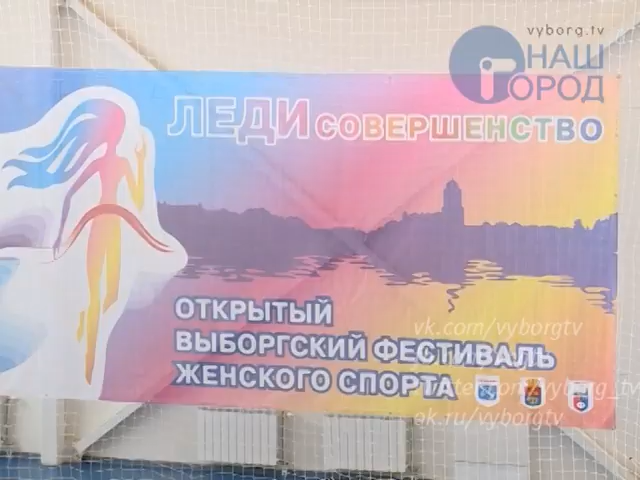 vyborg.tv
НАШ
ГОРОД
ЛЕДИ СОВЕРШЕНСТВО
ОТКРЫТЫЙ
ВЫБОРГСКИЙ ФЕСТИВАЛЬ
ЖЕНСКОГО СПОРТА
vk.com/vyborgtv
ok.ru/vyborgtv